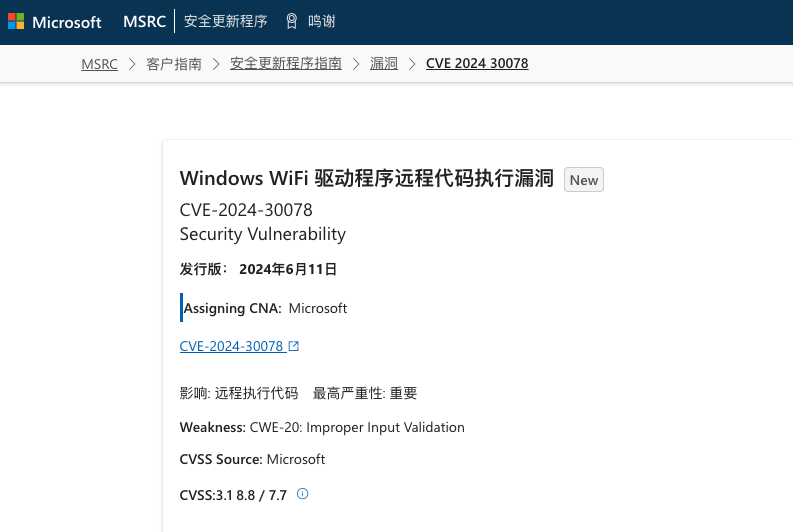 Microsoft MSRC 安全更新程序 鸣谢
MSRC 客户指南 安全更新程序指南 漏洞 CVE 2024 30078
Windows WiFi 驱动程序远程代码执行漏洞 New
CVE-2024-30078
Security Vulnerability
发行版： 2024年6月11日
Assigning CNA: Microsoft
CVE-2024-30078
影响: 远程执行代码 最高严重性: 重要
Weakness: CWE-20: Improper Input Validation
CVSS Source: Microsoft
CVSS:3.1 8.8 / 7.7